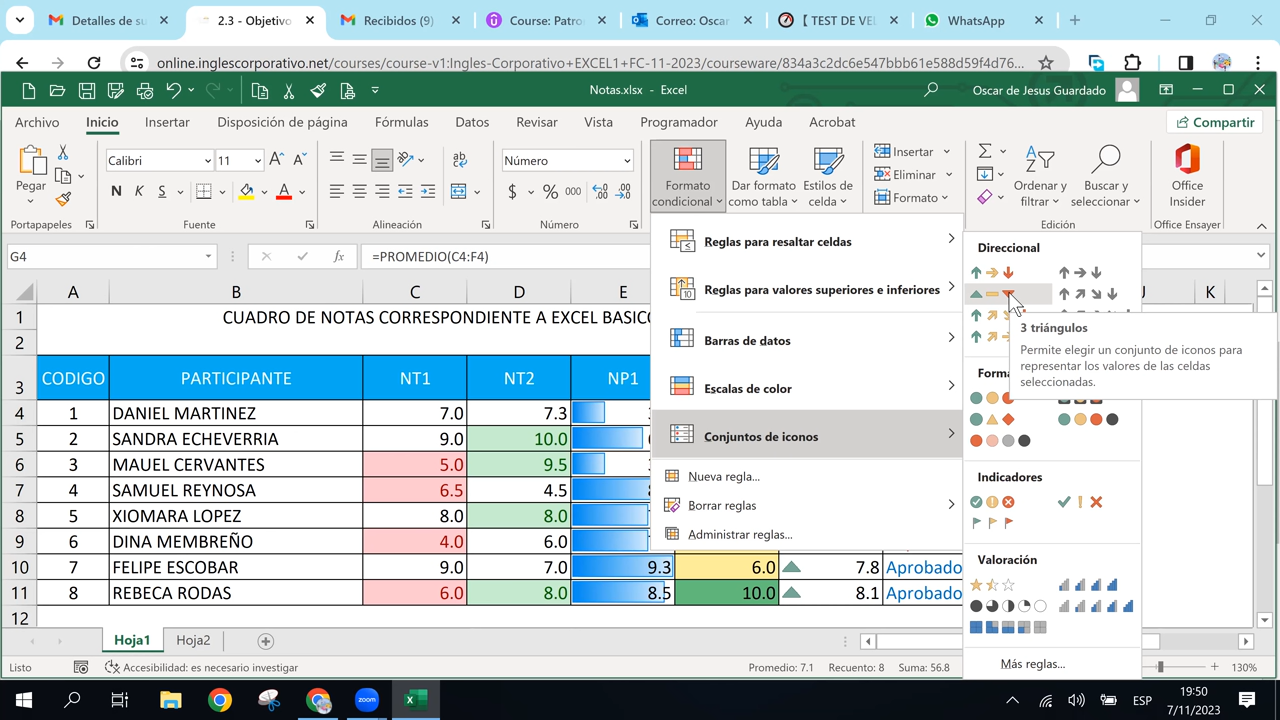 Detalles de su
2.3 - Objetivo
Recibidos (9)
Course: Patro
Correo: Oscar
【 TEST DE VEL
WhatsApp
online.inglescorporativo.net/courses/course-v1:Ingles-Corporativo+EXCEL1+FC-11-2023/courseware/834a3c2dc6e547bbb61e588d59f4d76...
Notas.xlsx - Excel
Oscar de Jesus Guardado
Archivo Inicio Insertar Disposición de página Fórmulas Datos Revisar Vista Programador Ayuda Acrobat Compartir
Pegar
Calibri 11
N K S
Número
$ % 000
Formato condicional
Dar formato como tabla
Estilos de celda
Insertar
Eliminar
Formato
Ordenar y filtrar
Buscar y seleccionar
Office Insider
Portapapeles Fuente Alineación Número Edición Office Ensayer
G4 fx =PROMEDIO(C4:F4)
Reglas para resaltar celdas
Reglas para valores superiores e inferiores
Barras de datos
Escalas de color
Conjuntos de iconos
Nueva regla...
Borrar reglas
Administrar reglas...
Direccional
3 triángulos
Permite elegir un conjunto de iconos para
representar los valores de las celdas
seleccionadas.
Forma
Indicadores
Valoración
Más reglas...
A B C D E K
1 CUADRO DE NOTAS CORRESPONDIENTE A EXCEL BASICO
2
3 CODIGO PARTICIPANTE NT1 NT2 NP1
4 1 DANIEL MARTINEZ 7.0 7.3
5 2 SANDRA ECHEVERRIA 9.0 10.0
6 3 MAUEL CERVANTES 5.0 9.5
7 4 SAMUEL REYNOSA 6.5 4.5
8 5 XIOMARA LOPEZ 8.0 8.0
9 6 DINA MEMBREÑO 4.0 6.0
10 7 FELIPE ESCOBAR 9.0 7.0 9.3 6.0 7.8 Aprobado
11 8 REBECA RODAS 6.0 8.0 8.5 10.0 8.1 Aprobado
12
Hoja1 Hoja2
Listo Accesibilidad: es necesario investigar Promedio: 7.1 Recuento: 8 Suma: 56.8 130%
zoom
ESP
19:50
7/11/2023